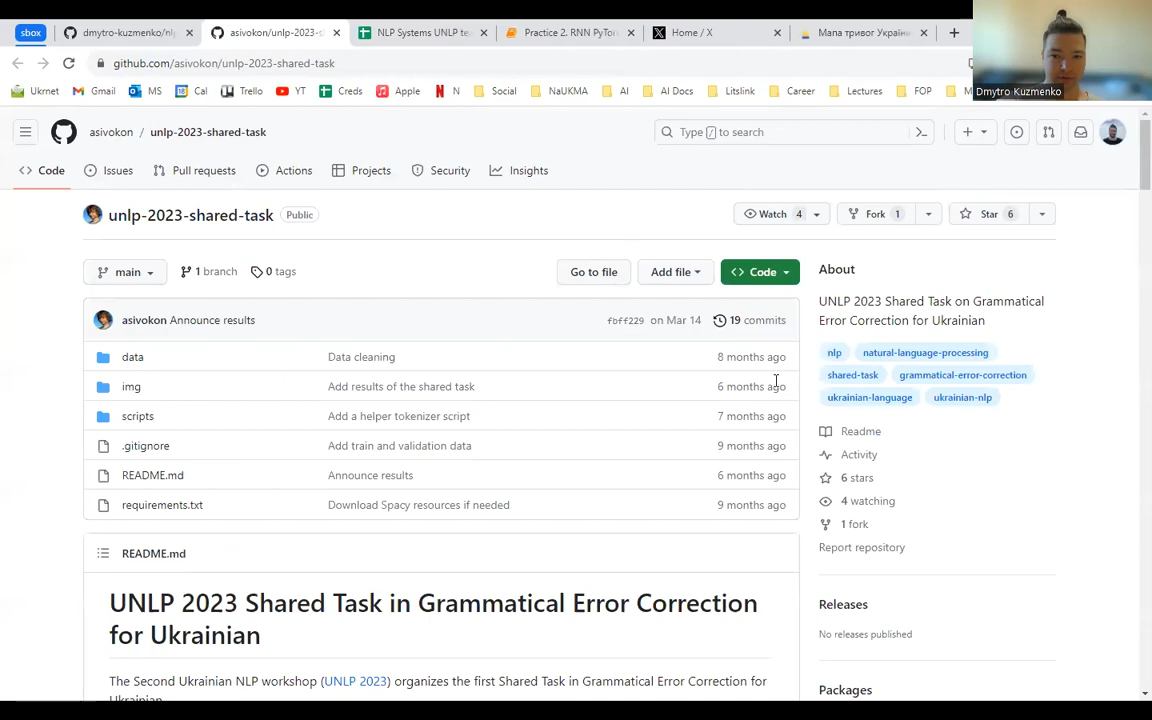 sbox
dmytro-kuzmenko/nl
asivokon/unlp-2023-s
NLP Systems UNLP te
Practice 2. RNN PyTor
Home / X
Мапа тривог Україн
github.com/asivokon/unlp-2023-shared-task
Ukrnet
Gmail
MS
Cal
Trello
YT
Creds
Apple
N
Social
NaUKMA
AI
AI Docs
Litslink
Career
Lectures
FOP
M
Dmytro Kuzmenko
asivokon / unlp-2023-shared-task
Type / to search
Code
Issues
Pull requests
Actions
Projects
Security
Insights
unlp-2023-shared-task Public
Watch 4
Fork 1
Star 6
main
1 branch
0 tags
Go to file
Add file
Code
asivokon Announce results fbff229 on Mar 14 19 commits
data Data cleaning 8 months ago
img Add results of the shared task 6 months ago
scripts Add a helper tokenizer script 7 months ago
.gitignore Add train and validation data 9 months ago
README.md Announce results 6 months ago
requirements.txt Download Spacy resources if needed 9 months ago
README.md
UNLP 2023 Shared Task in Grammatical Error Correction
for Ukrainian
The Second Ukrainian NLP workshop (UNLP 2023) organizes the first Shared Task in Grammatical Error Correction for
Ukrainian.
About
UNLP 2023 Shared Task on Grammatical
Error Correction for Ukrainian
nlp
natural-language-processing
shared-task
grammatical-error-correction
ukrainian-language
ukrainian-nlp
Readme
Activity
6 stars
4 watching
1 fork
Report repository
Releases
No releases published
Packages